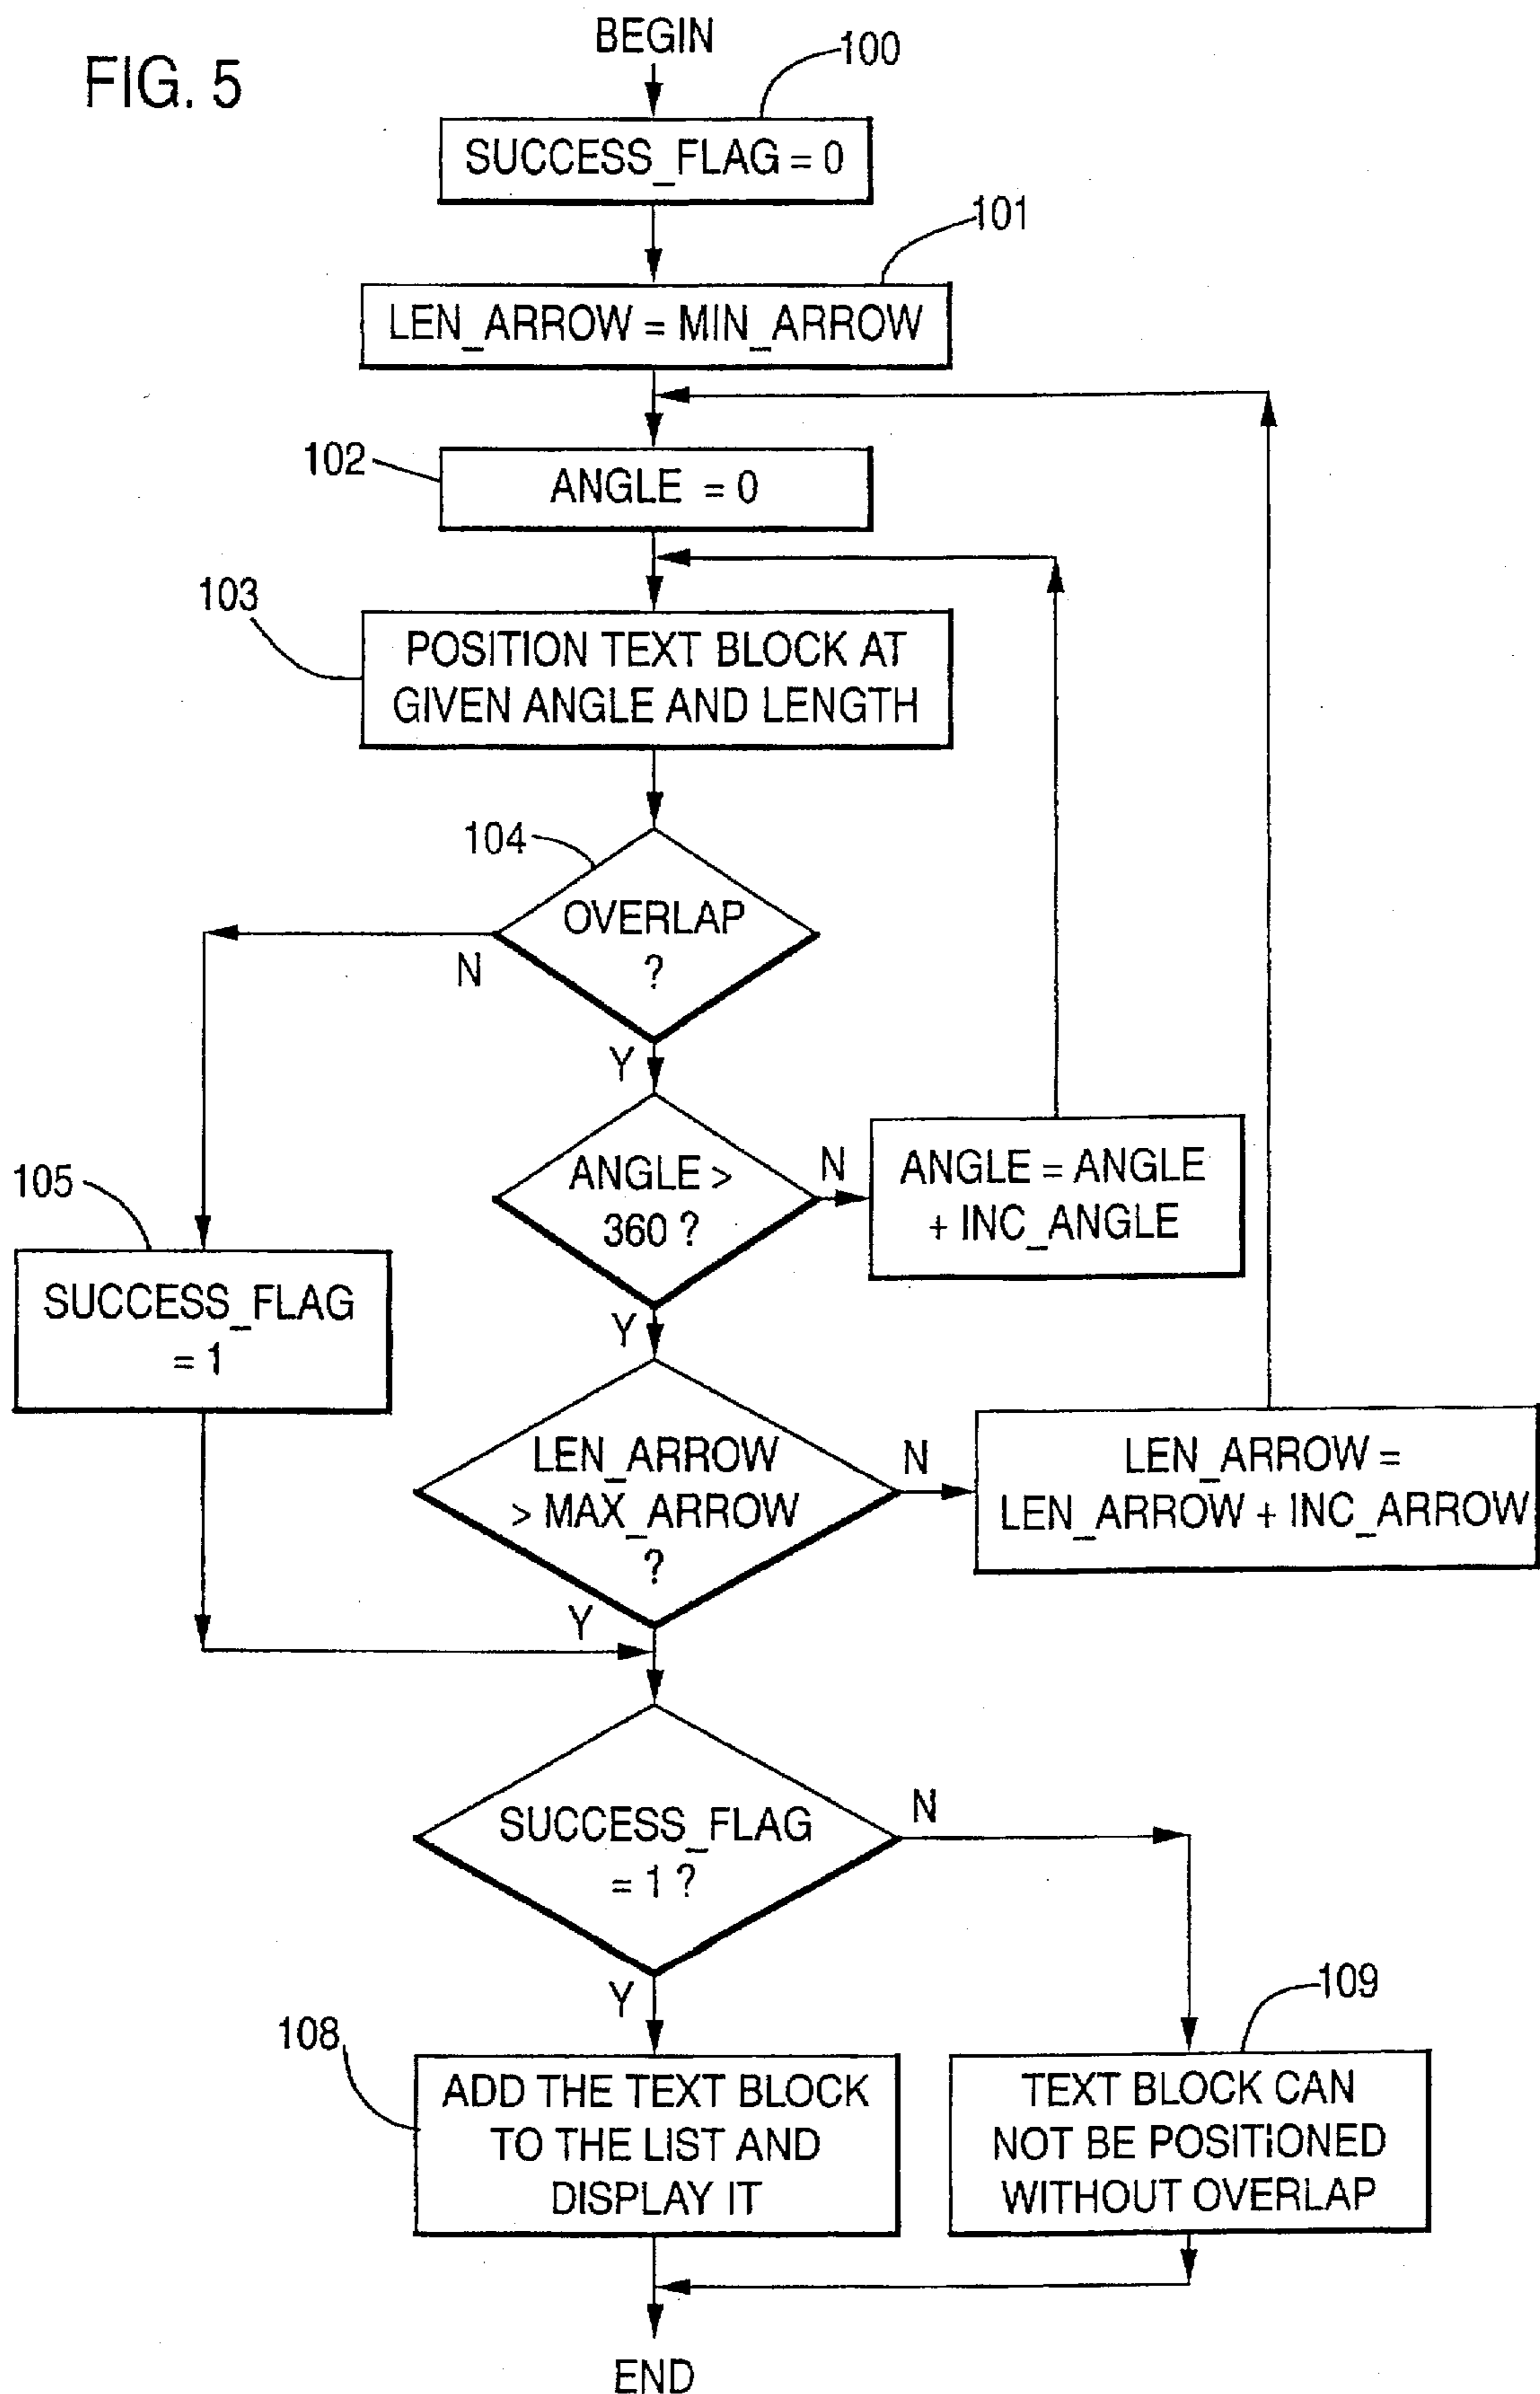 FIG. 5
BEGIN
100
SUCCESS_FLAG = 0
101
LEN_ARROW = MIN_ARROW
102
ANGLE = 0
103
POSITION TEXT BLOCK AT
GIVEN ANGLE AND LENGTH
104
OVERLAP
?
N
Y
ANGLE >
360 ?
N
ANGLE = ANGLE
+ INC_ANGLE
105
SUCCESS_FLAG
= 1
Y
LEN_ARROW
> MAX_ARROW
?
N
LEN_ARROW =
LEN_ARROW + INC_ARROW
Y
SUCCESS_FLAG
= 1 ?
N
Y
108
ADD THE TEXT BLOCK
TO THE LIST AND
DISPLAY IT
109
TEXT BLOCK CAN
NOT BE POSITIONED
WITHOUT OVERLAP
END